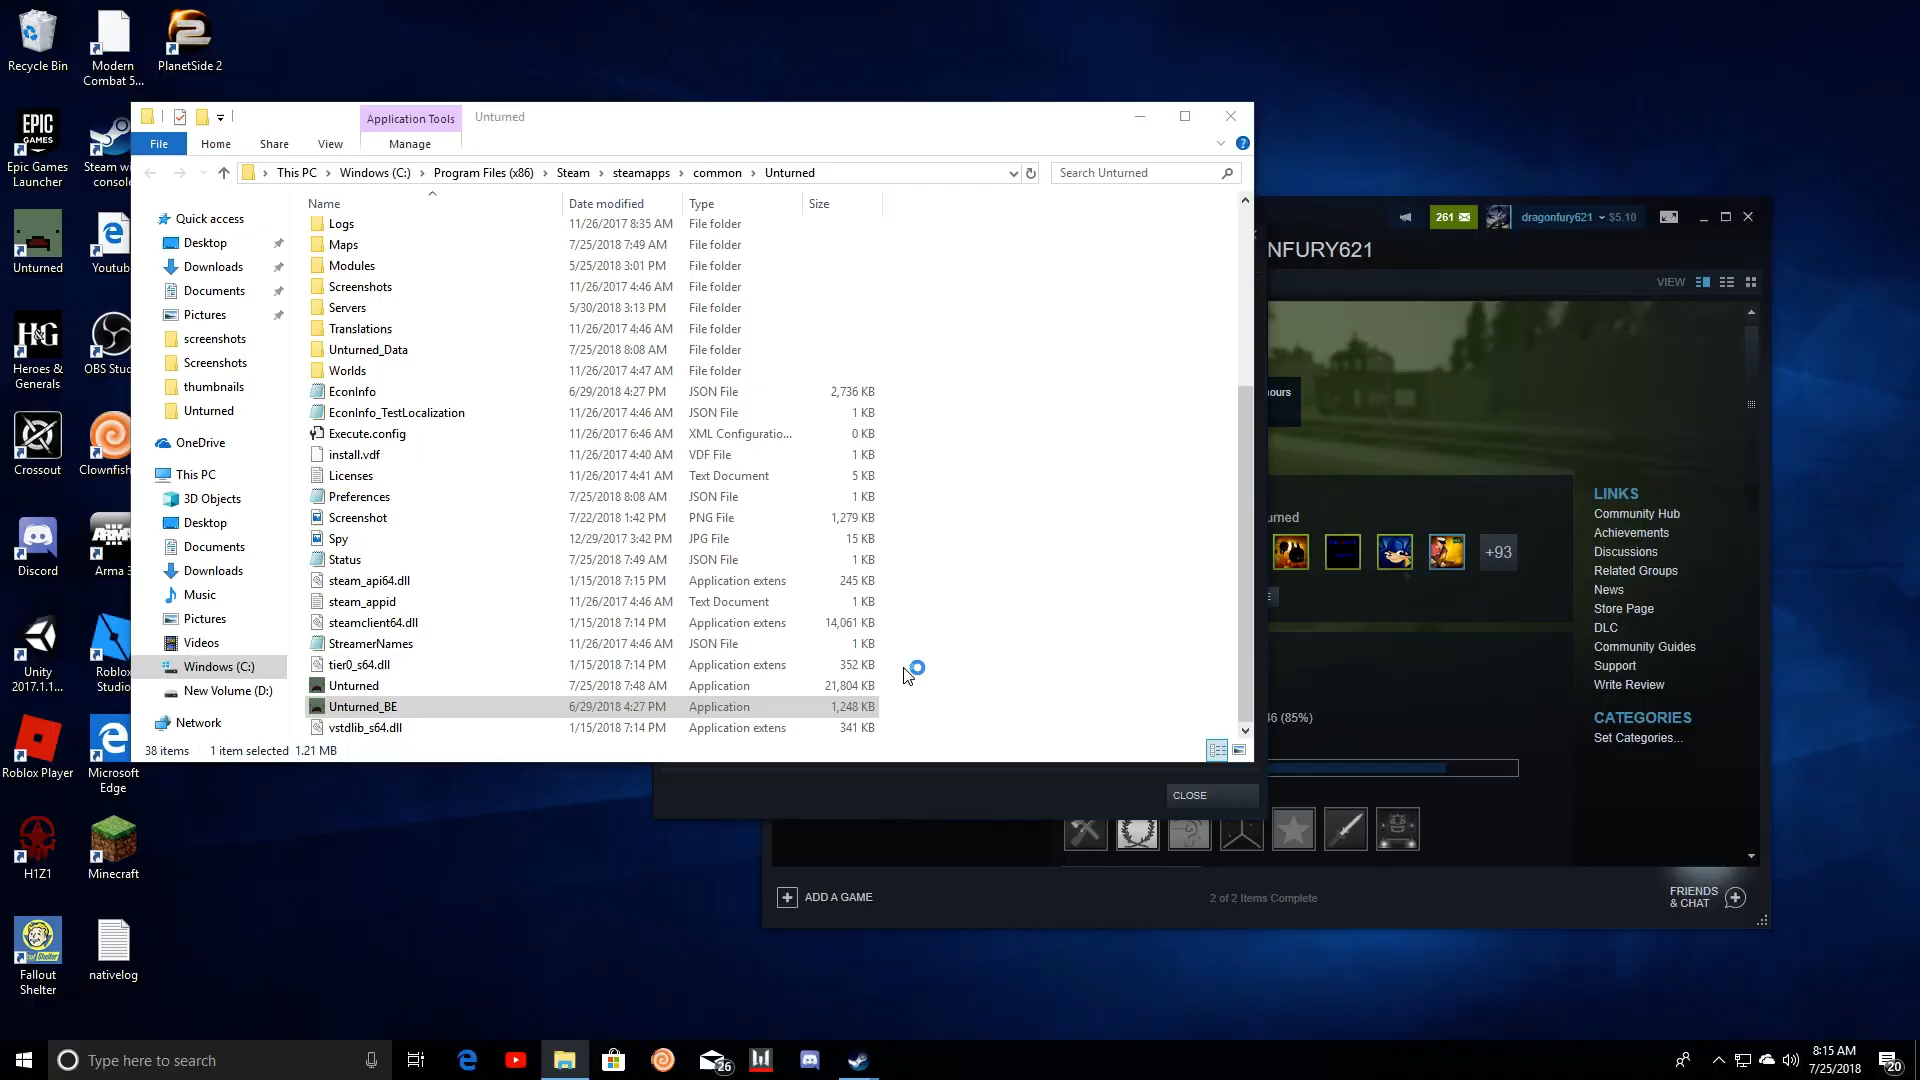 Recycle Bin
Modern
Combat 5...
PlanetSide 2
Epic Games
Launcher
Steam wi
consol
Unturned
Youtub
Heroes &
Generals
OBS Stud
Crossout
Clownfish
Discord
Arma 3
Unity
2017.1.1...
Roblox
Studio
Roblox Player
Microsoft
Edge
H1Z1
Minecraft
Fallout
Shelter
nativelog
Application Tools
Unturned
File
Home
Share
View
Manage
This PC
Windows (C:)
Program Files (x86)
Steam
steamapps
common
Unturned
Search Unturned
Quick access
Desktop
Downloads
Documents
Pictures
screenshots
Screenshots
thumbnails
Unturned
OneDrive
This PC
3D Objects
Desktop
Documents
Downloads
Music
Pictures
Videos
Windows (C:)
New Volume (D:)
Network
Name Date modified Type Size
Logs 11/26/2017 8:35 AM File folder
Maps 7/25/2018 7:49 AM File folder
Modules 5/25/2018 3:01 PM File folder
Screenshots 11/26/2017 4:46 AM File folder
Servers 5/30/2018 3:13 PM File folder
Translations 11/26/2017 4:46 AM File folder
Unturned_Data 7/25/2018 8:08 AM File folder
Worlds 11/26/2017 4:47 AM File folder
EconInfo 6/29/2018 4:27 PM JSON File 2,736 KB
EconInfo_TestLocalization 11/26/2017 4:46 AM JSON File 1 KB
Execute.config 11/26/2017 6:46 AM XML Configuratio... 0 KB
install.vdf 11/26/2017 4:40 AM VDF File 1 KB
Licenses 11/26/2017 4:41 AM Text Document 5 KB
Preferences 7/25/2018 8:08 AM JSON File 1 KB
Screenshot 7/22/2018 1:42 PM PNG File 1,279 KB
Spy 12/29/2017 3:42 PM JPG File 15 KB
Status 7/25/2018 7:49 AM JSON File 1 KB
steam_api64.dll 1/15/2018 7:15 PM Application extens 245 KB
steam_appid 11/26/2017 4:46 AM Text Document 1 KB
steamclient64.dll 1/15/2018 7:14 PM Application extens 14,061 KB
StreamerNames 11/26/2017 4:46 AM JSON File 1 KB
tier0_s64.dll 1/15/2018 7:14 PM Application extens 352 KB
Unturned 7/25/2018 7:48 AM Application 21,804 KB
Unturned_BE 6/29/2018 4:27 PM Application 1,248 KB
vstdlib_s64.dll 1/15/2018 7:14 PM Application extens 341 KB
38 items 1 item selected 1.21 MB
261
dragonfury621 $5.10
NFURY621
VIEW
ours
urned
+93
E
LINKS
Community Hub
Achievements
Discussions
Related Groups
News
Store Page
DLC
Community Guides
Support
Write Review
CATEGORIES
Set Categories...
46 (85%)
CLOSE
ADD A GAME
2 of 2 Items Complete
FRIENDS
& CHAT
Type here to search
26
8:15 AM
7/25/2018
20